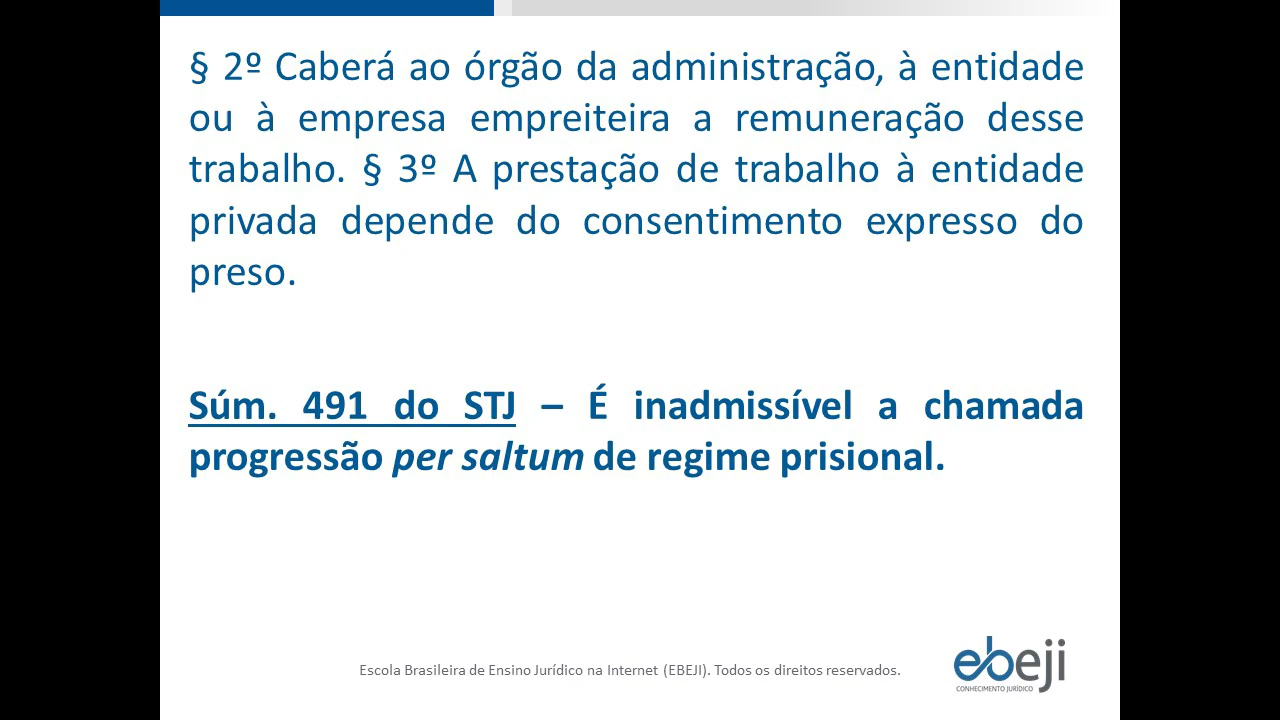 § 2º Caberá ao órgão da administração, à entidade
ou à empresa empreiteira a remuneração desse
trabalho. § 3º A prestação de trabalho à entidade
privada depende do consentimento expresso do
preso.
Súm. 491 do STJ – É inadmissível a chamada
progressão per saltum de regime prisional.
Escola Brasileira de Ensino Jurídico na Internet (EBEJI). Todos os direitos reservados.
ebeji
CONHECIMENTO JURÍDICO